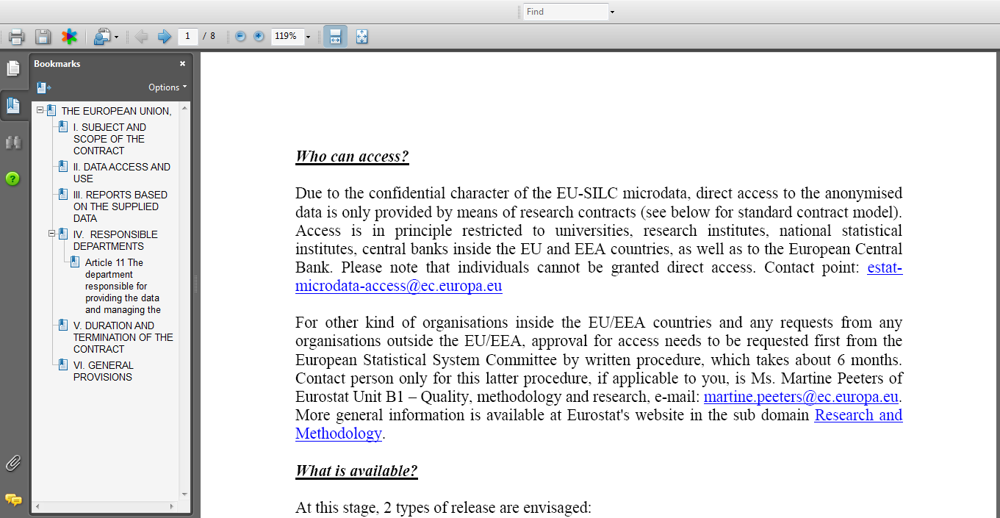 Find
1 / 8
119%
Bookmarks
Options
THE EUROPEAN UNION,
I. SUBJECT AND
SCOPE OF THE
CONTRACT
II. DATA ACCESS AND
USE
III. REPORTS BASED
ON THE SUPPLIED
DATA
IV. RESPONSIBLE
DEPARTMENTS
Article 11 The
department
responsible for
providing the data
and managing the
V. DURATION AND
TERMINATION OF THE
CONTRACT
VI. GENERAL
PROVISIONS
Who can access?
Due to the confidential character of the EU-SILC microdata, direct access to the anonymised
data is only provided by means of research contracts (see below for standard contract model).
Access is in principle restricted to universities, research institutes, national statistical
institutes, central banks inside the EU and EEA countries, as well as to the European Central
Bank. Please note that individuals cannot be granted direct access. Contact point: estat-
microdata-access@ec.europa.eu
For other kind of organisations inside the EU/EEA countries and any requests from any
organisations outside the EU/EEA, approval for access needs to be requested first from the
European Statistical System Committee by written procedure, which takes about 6 months.
Contact person only for this latter procedure, if applicable to you, is Ms. Martine Peeters of
Eurostat Unit B1 – Quality, methodology and research, e-mail: martine.peeters@ec.europa.eu.
More general information is available at Eurostat's website in the sub domain Research and
Methodology.
What is available?
At this stage, 2 types of release are envisaged: